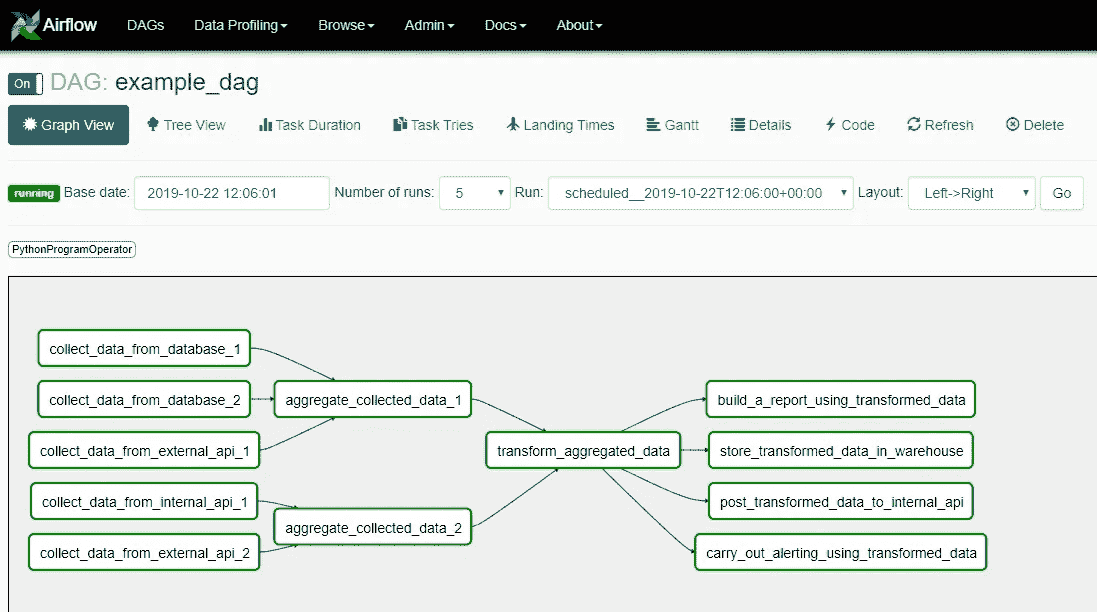 Airflow DAGs Data Profiling Browse Admin Docs About
On DAG: example_dag
Graph View Tree View Task Duration Task Tries Landing Times Gantt Details Code Refresh Delete
running Base date: 2019-10-22 12:06:01 Number of runs: 5 Run: scheduled__2019-10-22T12:06:00+00:00 Layout: Left->Right Go
PythonProgramOperator
collect_data_from_database_1
collect_data_from_database_2 aggregate_collected_data_1 build_a_report_using_transformed_data
collect_data_from_external_api_1 transform_aggregated_data store_transformed_data_in_warehouse
collect_data_from_internal_api_1 post_transformed_data_to_internal_api
aggregate_collected_data_2
collect_data_from_external_api_2 carry_out_alerting_using_transformed_data